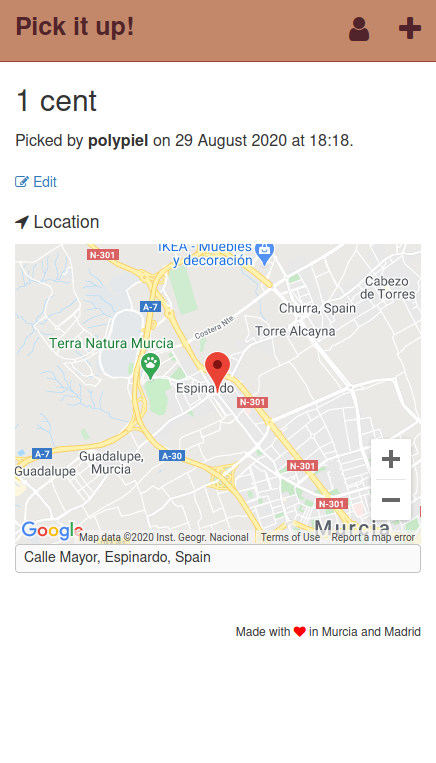 Pick it up!
1 cent
Picked by polypiel on 29 August 2020 at 18:18.
Edit
Location
N-301
IKEA - Muebles
y decoración
Cabezo
de Torres
A-7
Churra, Spain
Costera Nte.
Torre Alcayna
Terra Natura Murcia
Espinardo
N-301
A-7
Guadalupe,
Murcia
A-30
Guadalupe
N-301
N-301
Murcia
Google
Map data ©2020 Inst. Geogr. Nacional
Terms of Use
Report a map error
Calle Mayor, Espinardo, Spain
Made with ❤ in Murcia and Madrid